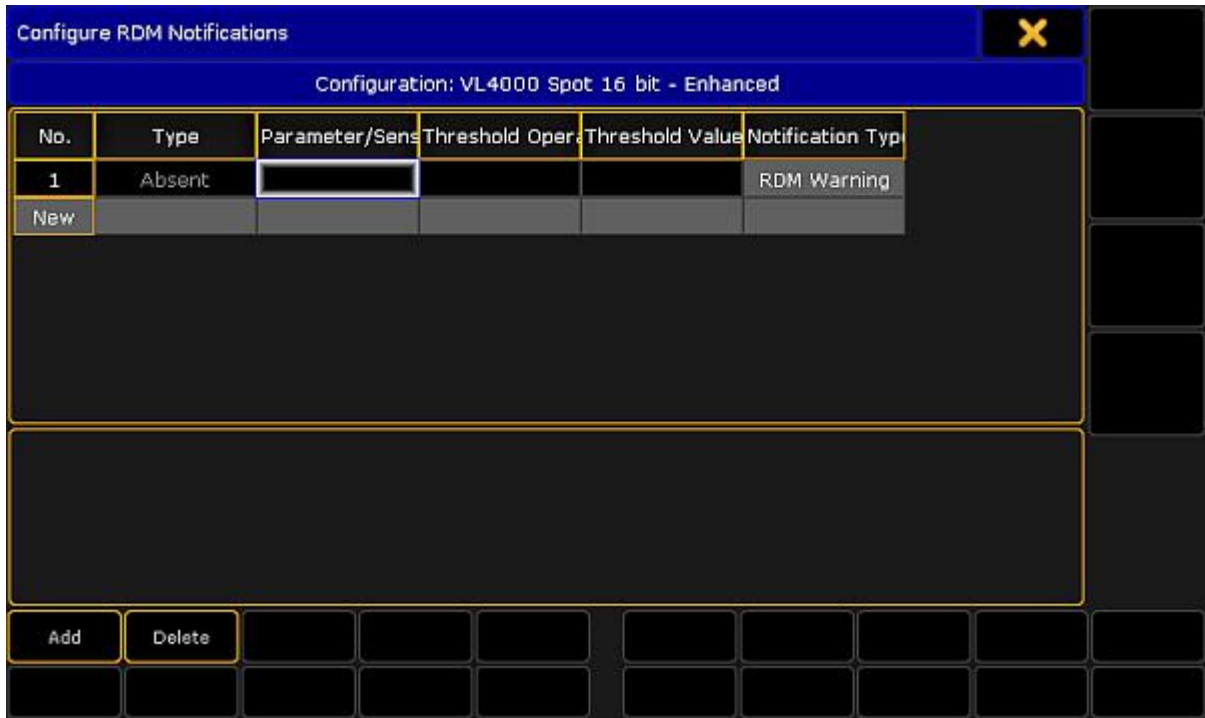 Configure RDM Notifications
Configuration: VL4000 Spot 16 bit - Enhanced
No. Type Parameter/Sens Threshold Oper Threshold Value Notification Typ
1 Absent RDM Warning
New
Add Delete